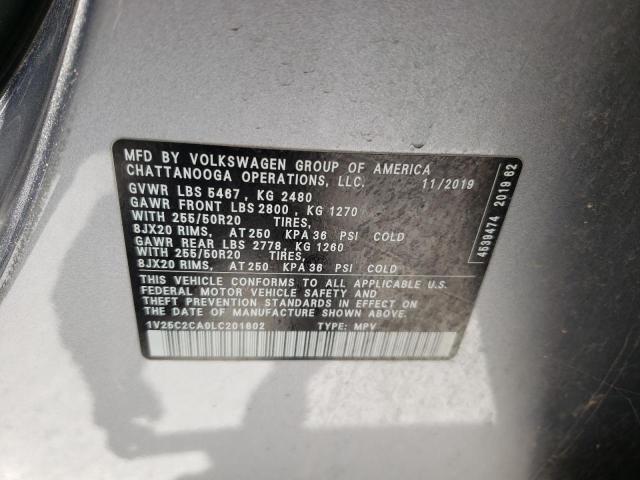 MFD BY VOLKSWAGEN GROUP OF AMERICA
CHATTANOOGA OPERATIONS, LLC. 11/2019
GVWR LBS 5467, KG 2480
GAWR FRONT LBS 2800, KG 1270
WITH 255/50R20 TIRES,
8JX20 RIMS, AT 250 KPA 36 PSI COLD
GAWR REAR LBS 2778, KG 1260
WITH 255/50R20 TIRES,
8JX20 RIMS, AT 250 KPA 36 PSI COLD
THIS VEHICLE CONFORMS TO ALL APPLICABLE U.S.
FEDERAL MOTOR VEHICLE SAFETY AND
THEFT PREVENTION STANDARDS IN EFFECT ON
THE DATE OF MANUFACTURE SHOWN ABOVE.
1V25C2CA0LC201602 TYPE: MPV
4539474 2019 62